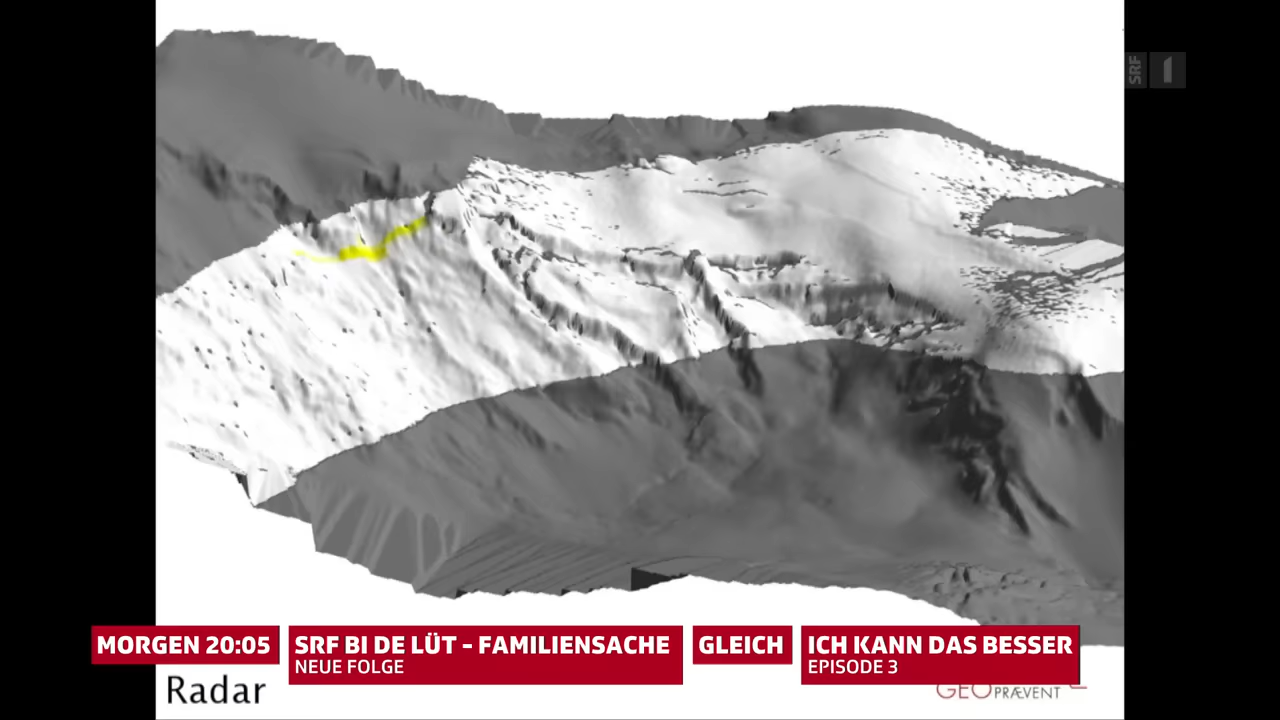 SRF 1
MORGEN 20:05
SRF BI DE LÜT – FAMILIENSACHE
NEUE FOLGE
GLEICH
ICH KANN DAS BESSER
EPISODE 3
Radar
GEOPRÆVENT